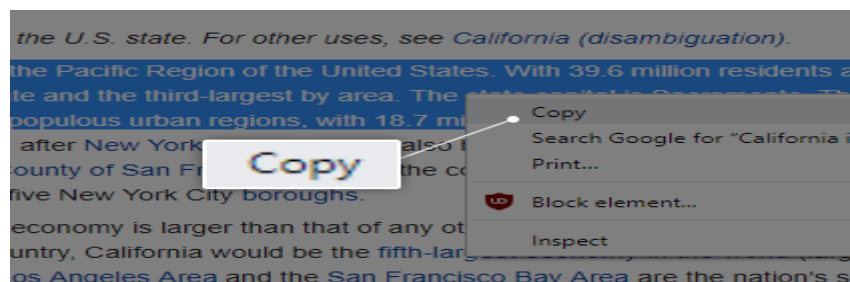 the U.S. state. For other uses, see California (disambiguation).
the Pacific Region of the United States. With 39.6 million residents a
te and the third-largest by area. The state capital is Sacramento. Th
populous urban regions, with 18.7 mi
Copy
after New York
also
Search Google for "California i
ounty of San Fr
Copy
the co
Print...
five New York City boroughs.
Block element...
economy is larger than that of any ot
Inspect
untry, California would be the fifth-larg
os Angeles Area and the San Francisco Bay Area are the nation's s